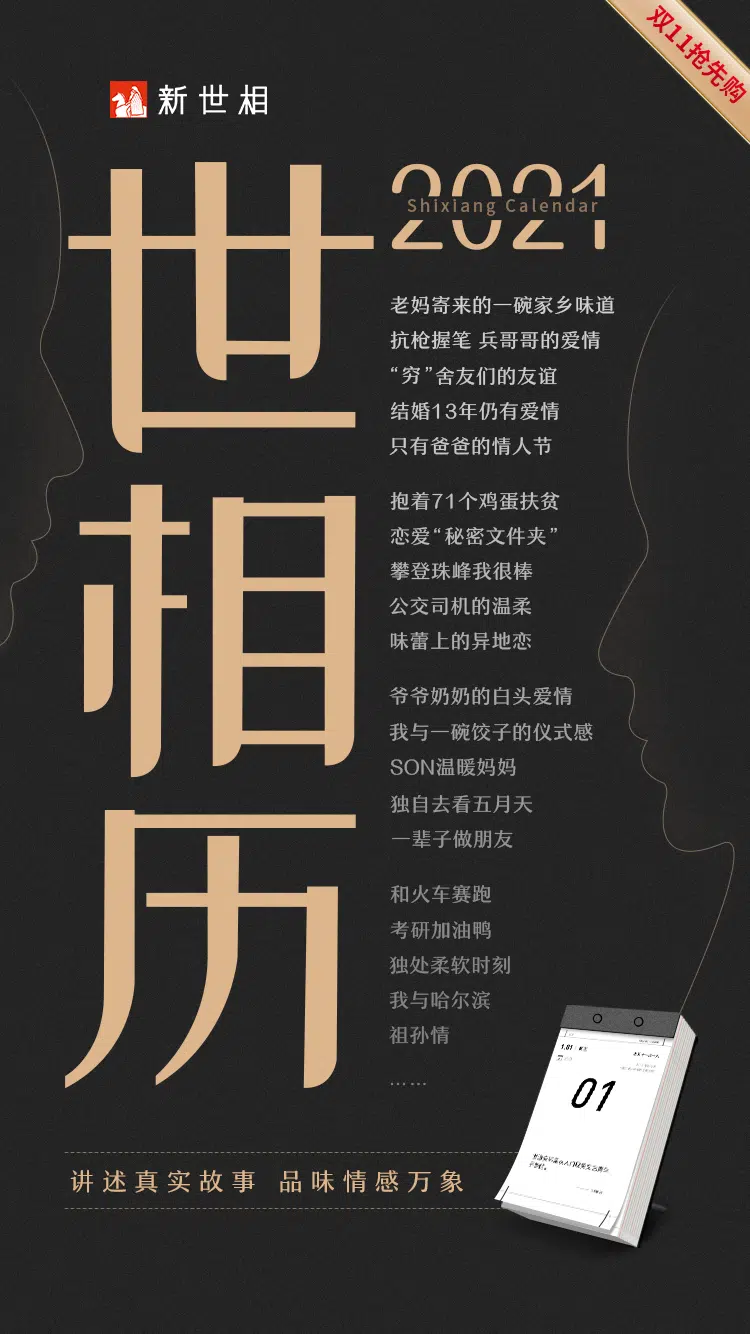 双11抢先购
新世相
世相历
2021
Shixiang Calendar
老妈寄来的一碗家乡味道
抗枪握笔 兵哥哥的爱情
“穷”舍友们的友谊
结婚13年仍有爱情
只有爸爸的情人节
抱着71个鸡蛋扶贫
恋爱“秘密文件夹”
攀登珠峰我很棒
公交司机的温柔
味蕾上的异地恋
爷爷奶奶的白头爱情
我与一碗饺子的仪式感
SON温暖妈妈
独自去看五月天
一辈子做朋友
和火车赛跑
考研加油鸭
独处柔软时刻
我与哈尔滨
祖孙情
……
1.01
01
讲述真实故事 品味情感万象